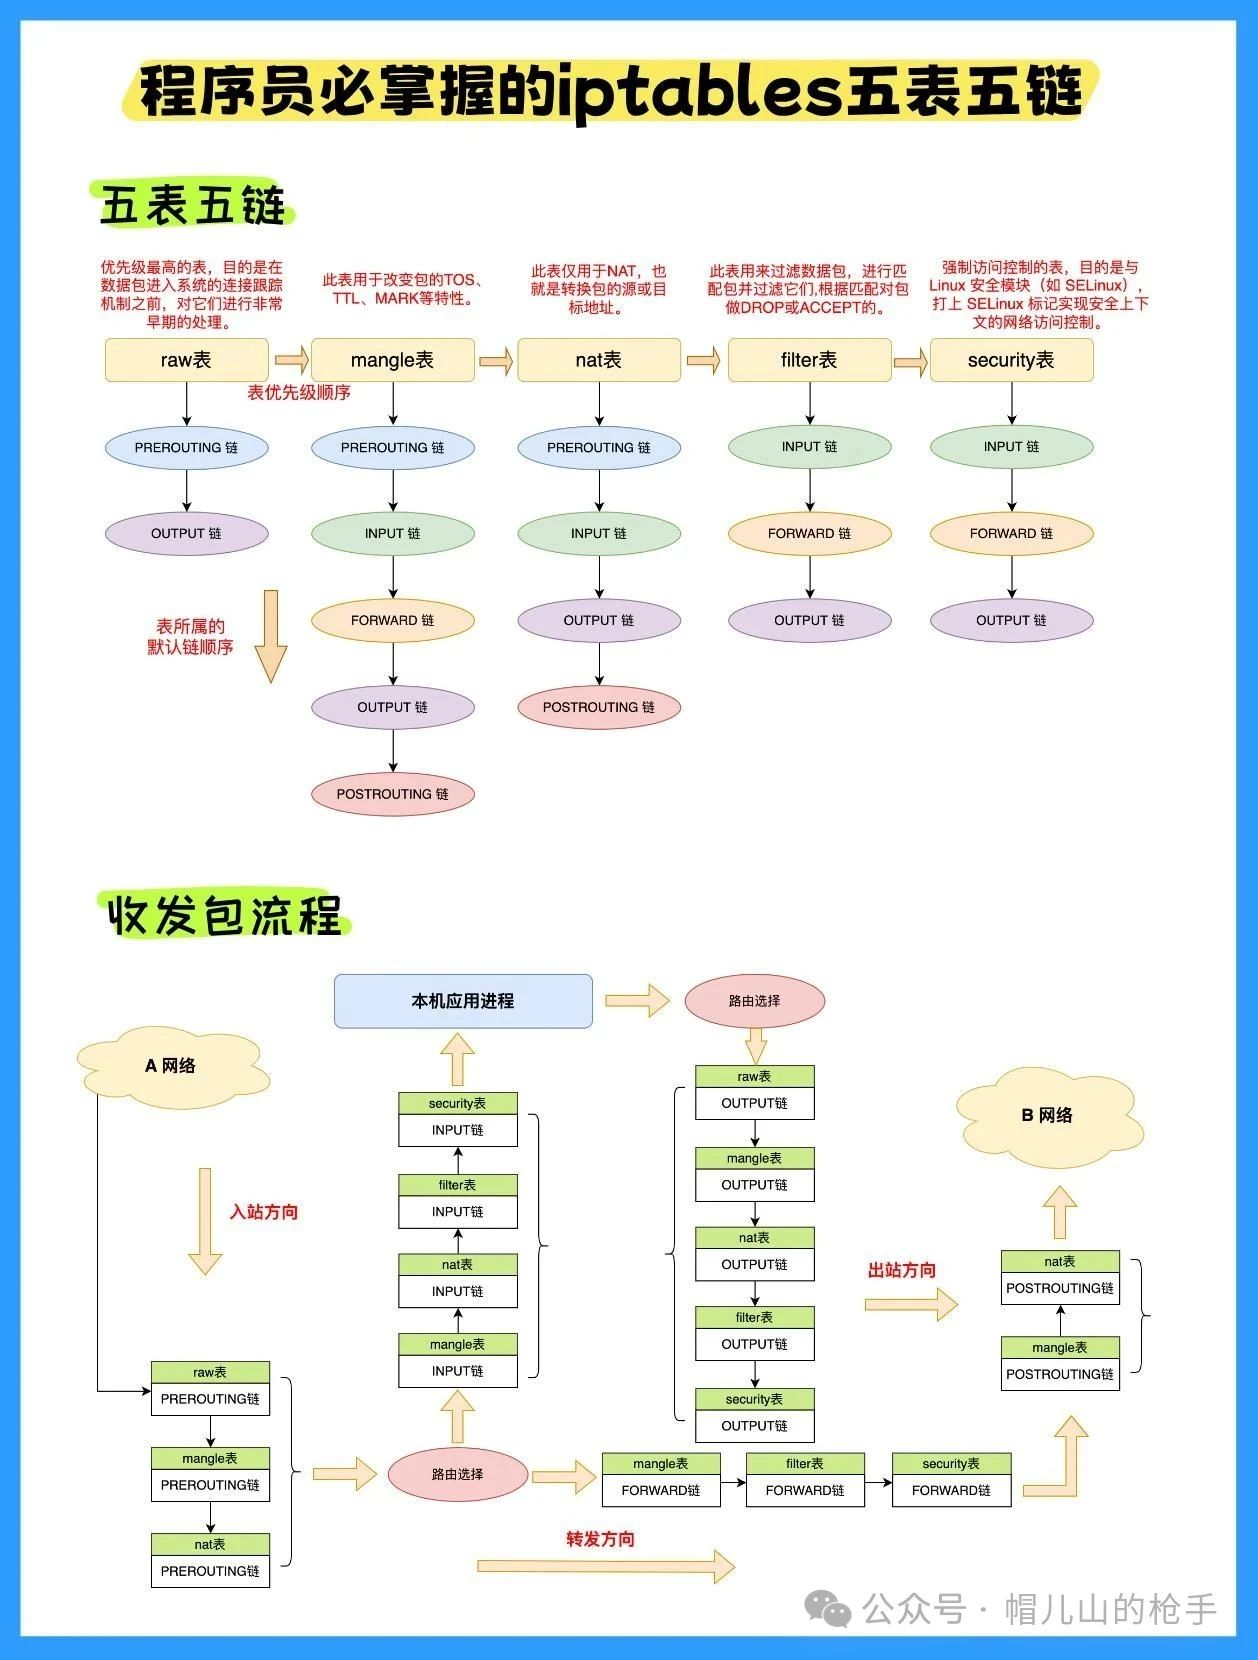 程序员必掌握的iptables五表五链
五表五链
优先级最高的表，目的是在
数据包进入系统的连接跟踪
机制之前，对它们进行非常
早期的处理。
此表用于改变包的TOS、
TTL、MARK等特性。
此表仅用于NAT，也
就是转换包的源或目
标地址。
此表用来过滤数据包，进行匹
配包并过滤它们,根据匹配对包
做DROP或ACCEPT的。
强制访问控制的表，目的是与
Linux 安全模块（如 SELinux），
打上 SELinux 标记实现安全上下
文的网络访问控制。
raw表
mangle表
nat表
filter表
security表
表优先级顺序
PREROUTING 链
PREROUTING 链
PREROUTING 链
INPUT 链
INPUT 链
OUTPUT 链
INPUT 链
INPUT 链
FORWARD 链
FORWARD 链
表所属的
默认链顺序
FORWARD 链
OUTPUT 链
OUTPUT 链
OUTPUT 链
OUTPUT 链
POSTROUTING 链
POSTROUTING 链
收发包流程
本机应用进程
路由选择
A 网络
B 网络
入站方向
security表
INPUT链
filter表
INPUT链
nat表
INPUT链
mangle表
INPUT链
raw表
OUTPUT链
mangle表
OUTPUT链
nat表
OUTPUT链
filter表
OUTPUT链
security表
OUTPUT链
出站方向
nat表
POSTROUTING链
mangle表
POSTROUTING链
raw表
PREROUTING链
mangle表
PREROUTING链
nat表
PREROUTING链
路由选择
mangle表
FORWARD链
filter表
FORWARD链
security表
FORWARD链
转发方向
公众号 · 帽儿山的枪手